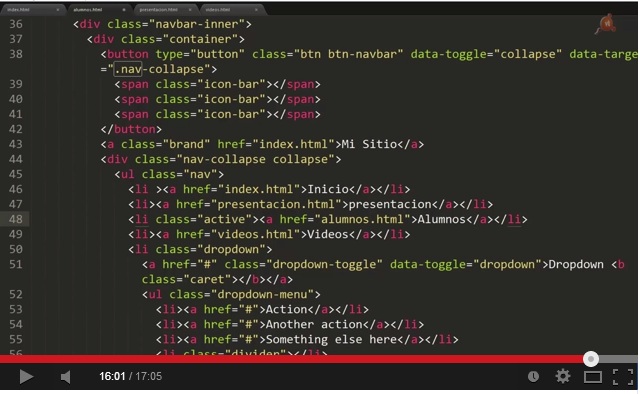 index.html × alumnos.html × presentacion.html × videos.html ×
36 <div class="navbar-inner">
37 <div class="container">
38 <button type="button" class="btn btn-navbar" data-toggle="collapse" data-targe
=".nav-collapse">
39 <span class="icon-bar"></span>
40 <span class="icon-bar"></span>
41 <span class="icon-bar"></span>
42 </button>
43 <a class="brand" href="index.html">Mi Sitio</a>
44 <div class="nav-collapse collapse">
45 <ul class="nav">
46 <li ><a href="index.html">Inicio</a></li>
47 <li><a href="presentacion.html">presentacion</a></li>
48 <li class="active"><a href="alumnos.html">Alumnos</a></li>
49 <li><a href="videos.html">Videos</a></li>
50 <li class="dropdown">
51 <a href="#" class="dropdown-toggle" data-toggle="dropdown">Dropdown <b
class="caret"></b></a>
52 <ul class="dropdown-menu">
53 <li><a href="#">Action</a></li>
54 <li><a href="#">Another action</a></li>
55 <li><a href="#">Something else here</a></li>
56 <li class="divider"></li>
16:01 / 17:05